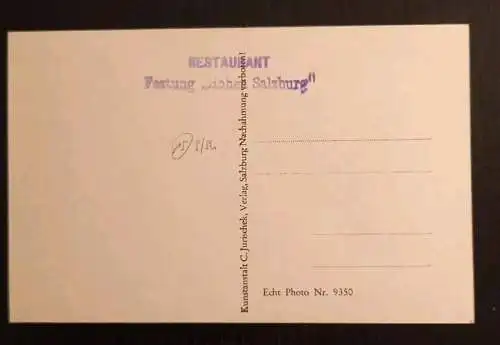 RESTAURANT
Festung „Hohen Salzburg"
Kunstanstalt C. Jurischek, Verlag, Salzburg Nachahmung verboten!
Echt Photo Nr. 9350